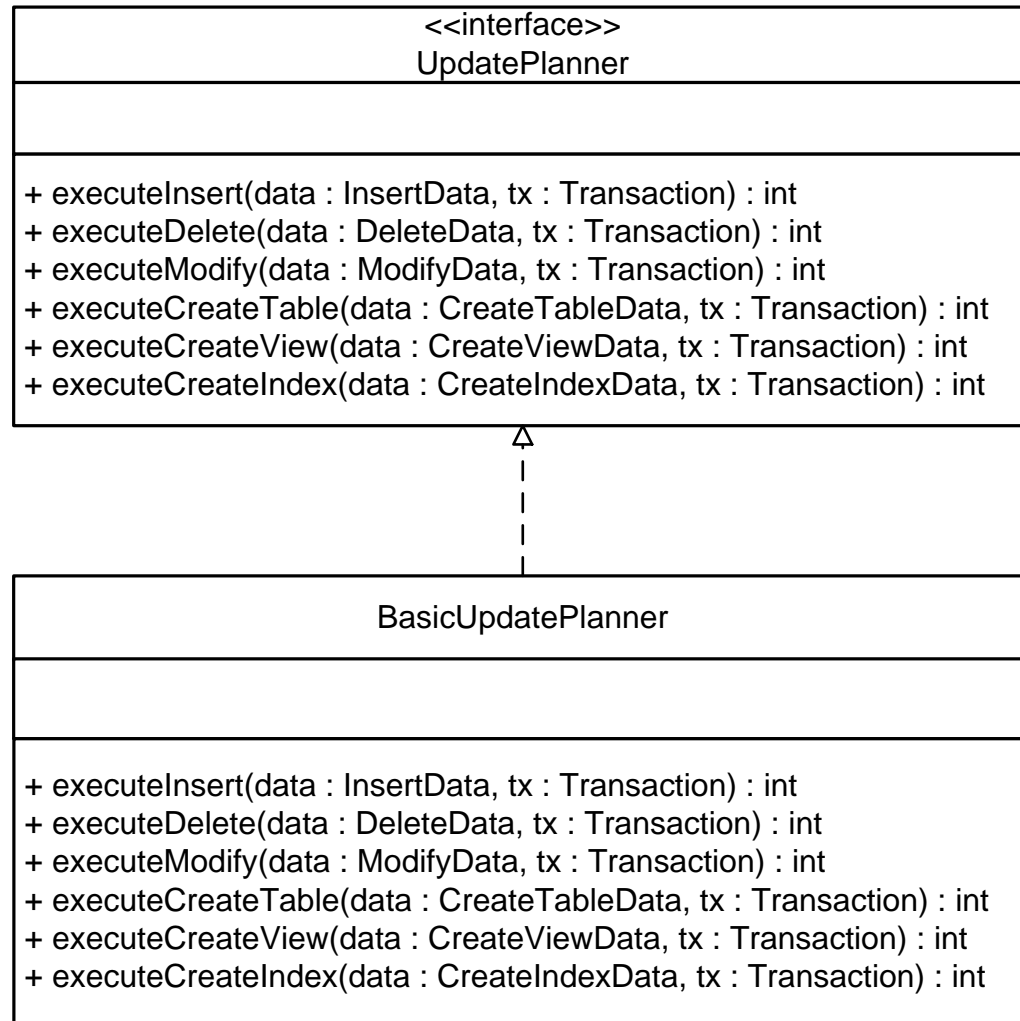 <<interface>>
UpdatePlanner
+ executeInsert(data : InsertData, tx : Transaction) : int
+ executeDelete(data : DeleteData, tx : Transaction) : int
+ executeModify(data : ModifyData, tx : Transaction) : int
+ executeCreateTable(data : CreateTableData, tx : Transaction) : int
+ executeCreateView(data : CreateViewData, tx : Transaction) : int
+ executeCreateIndex(data : CreateIndexData, tx : Transaction) : int
BasicUpdatePlanner
+ executeInsert(data : InsertData, tx : Transaction) : int
+ executeDelete(data : DeleteData, tx : Transaction) : int
+ executeModify(data : ModifyData, tx : Transaction) : int
+ executeCreateTable(data : CreateTableData, tx : Transaction) : int
+ executeCreateView(data : CreateViewData, tx : Transaction) : int
+ executeCreateIndex(data : CreateIndexData, tx : Transaction) : int